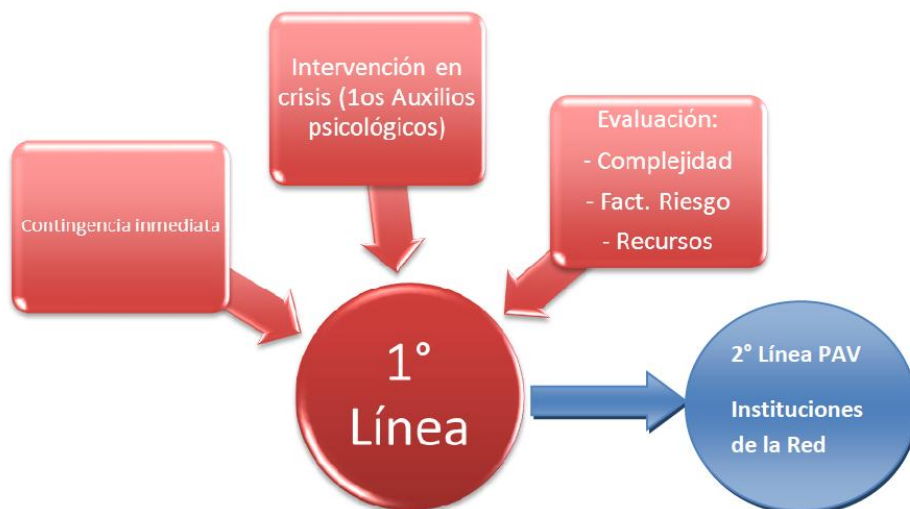 Contingencia inmediata
Intervención en
crisis (1os Auxilios
psicológicos)
Evaluación:
- Complejidad
- Fact. Riesgo
- Recursos
1°
Línea
2° Línea PAV
Instituciones
de la Red